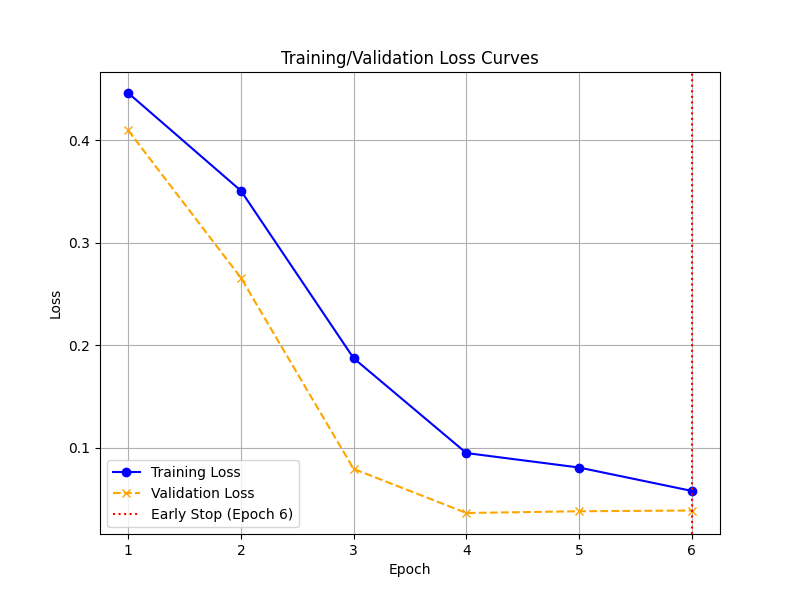 Training/Validation Loss Curves
Loss
0.4
0.3
0.2
0.1
Training Loss
Validation Loss
Early Stop (Epoch 6)
1 2 3 4 5 6
Epoch